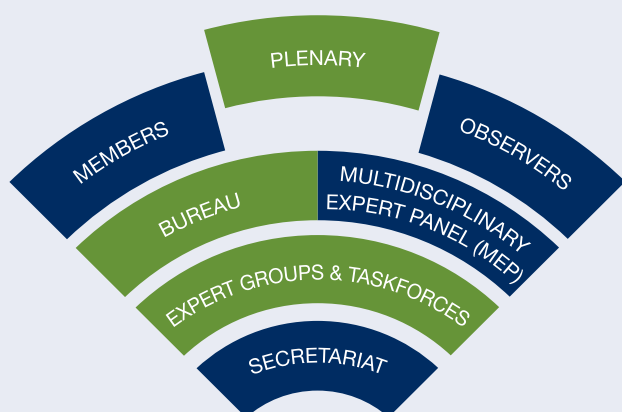 PLENARY
MEMBERS
OBSERVERS
BUREAU
MULTIDISCIPLINARY
EXPERT PANEL (MEP)
EXPERT GROUPS & TASKFORCES
SECRETARIAT